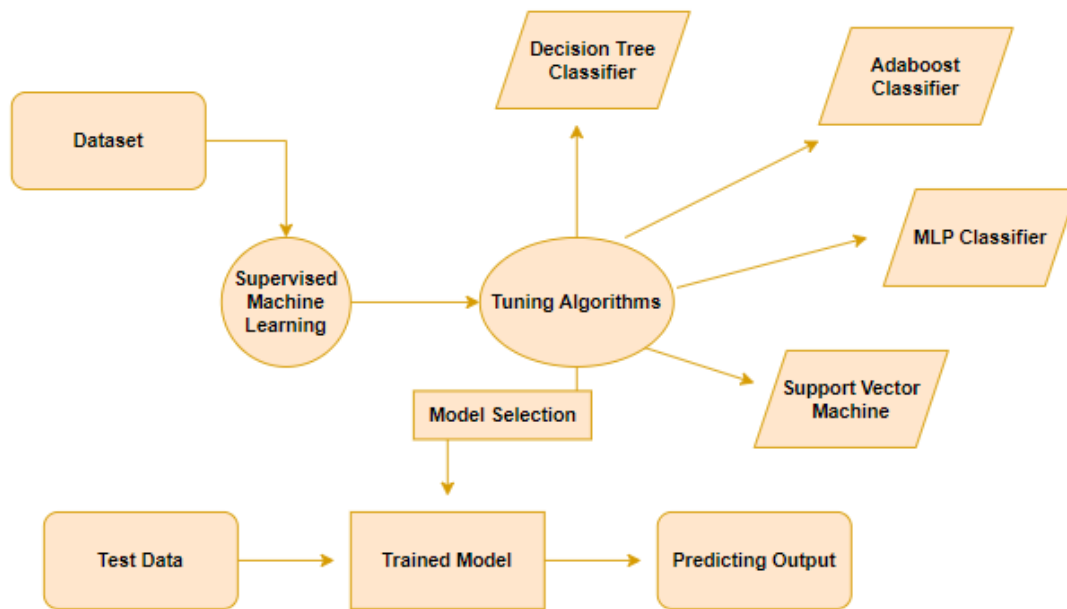 Decision Tree
Classifier
Adaboost
Classifier
Dataset
MLP Classifier
Supervised
Machine
Learning
Tuning Algorithms
Support Vector
Machine
Model Selection
Test Data
Trained Model
Predicting Output